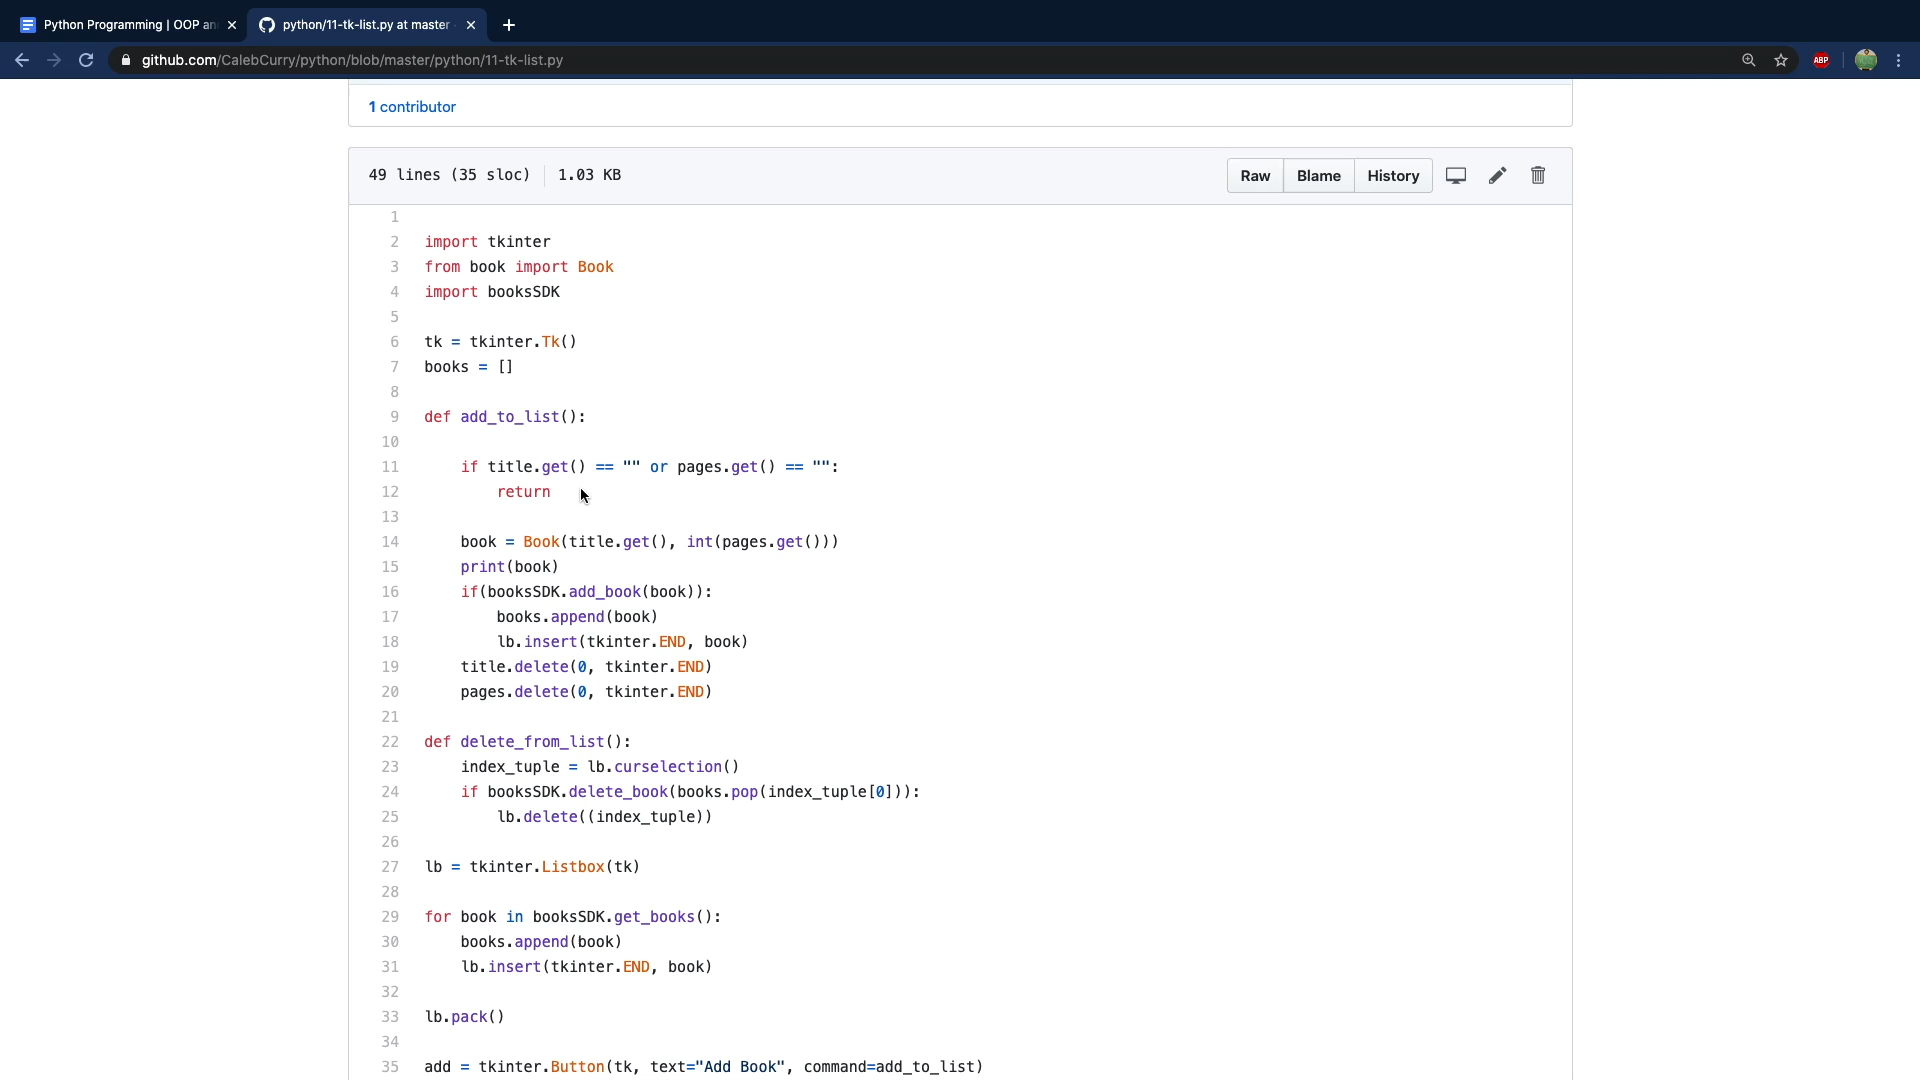 Python Programming | OOP an
python/11-tk-list.py at master
github.com/CalebCurry/python/blob/master/python/11-tk-list.py
ABP
1 contributor
49 lines (35 sloc) 1.03 KB
Raw Blame History
1
2 import tkinter
3 from book import Book
4 import booksSDK
5
6 tk = tkinter.Tk()
7 books = []
8
9 def add_to_list():
10
11 if title.get() == "" or pages.get() == "":
12 return
13
14 book = Book(title.get(), int(pages.get()))
15 print(book)
16 if(booksSDK.add_book(book)):
17 books.append(book)
18 lb.insert(tkinter.END, book)
19 title.delete(0, tkinter.END)
20 pages.delete(0, tkinter.END)
21
22 def delete_from_list():
23 index_tuple = lb.curselection()
24 if booksSDK.delete_book(books.pop(index_tuple[0])):
25 lb.delete((index_tuple))
26
27 lb = tkinter.Listbox(tk)
28
29 for book in booksSDK.get_books():
30 books.append(book)
31 lb.insert(tkinter.END, book)
32
33 lb.pack()
34
35 add = tkinter.Button(tk, text="Add Book", command=add_to_list)